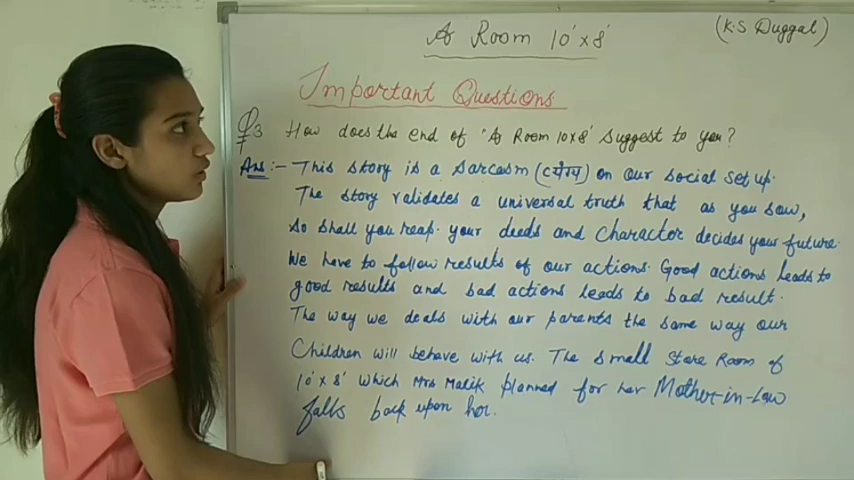 A Room 10'x8' (K.S Duggal)
Important Questions
Q3 How does the end of "A Room 10x8' Suggest to you?
Ans:- This story is a sarcasm (व्यंग्य) on our social set up.
The story validates a universal truth that as you sow,
so shall you reap. your deeds and Charactor decides your future.
We have to follow results of our actions. Good actions leads to
good results and bad actions leads to bad result.
The way we deals with our parents the same way our
Children will behave with us. The small Store Room of
10'x8' which Mrs Malik planned for her Mother-in-Law
falls back upon her.